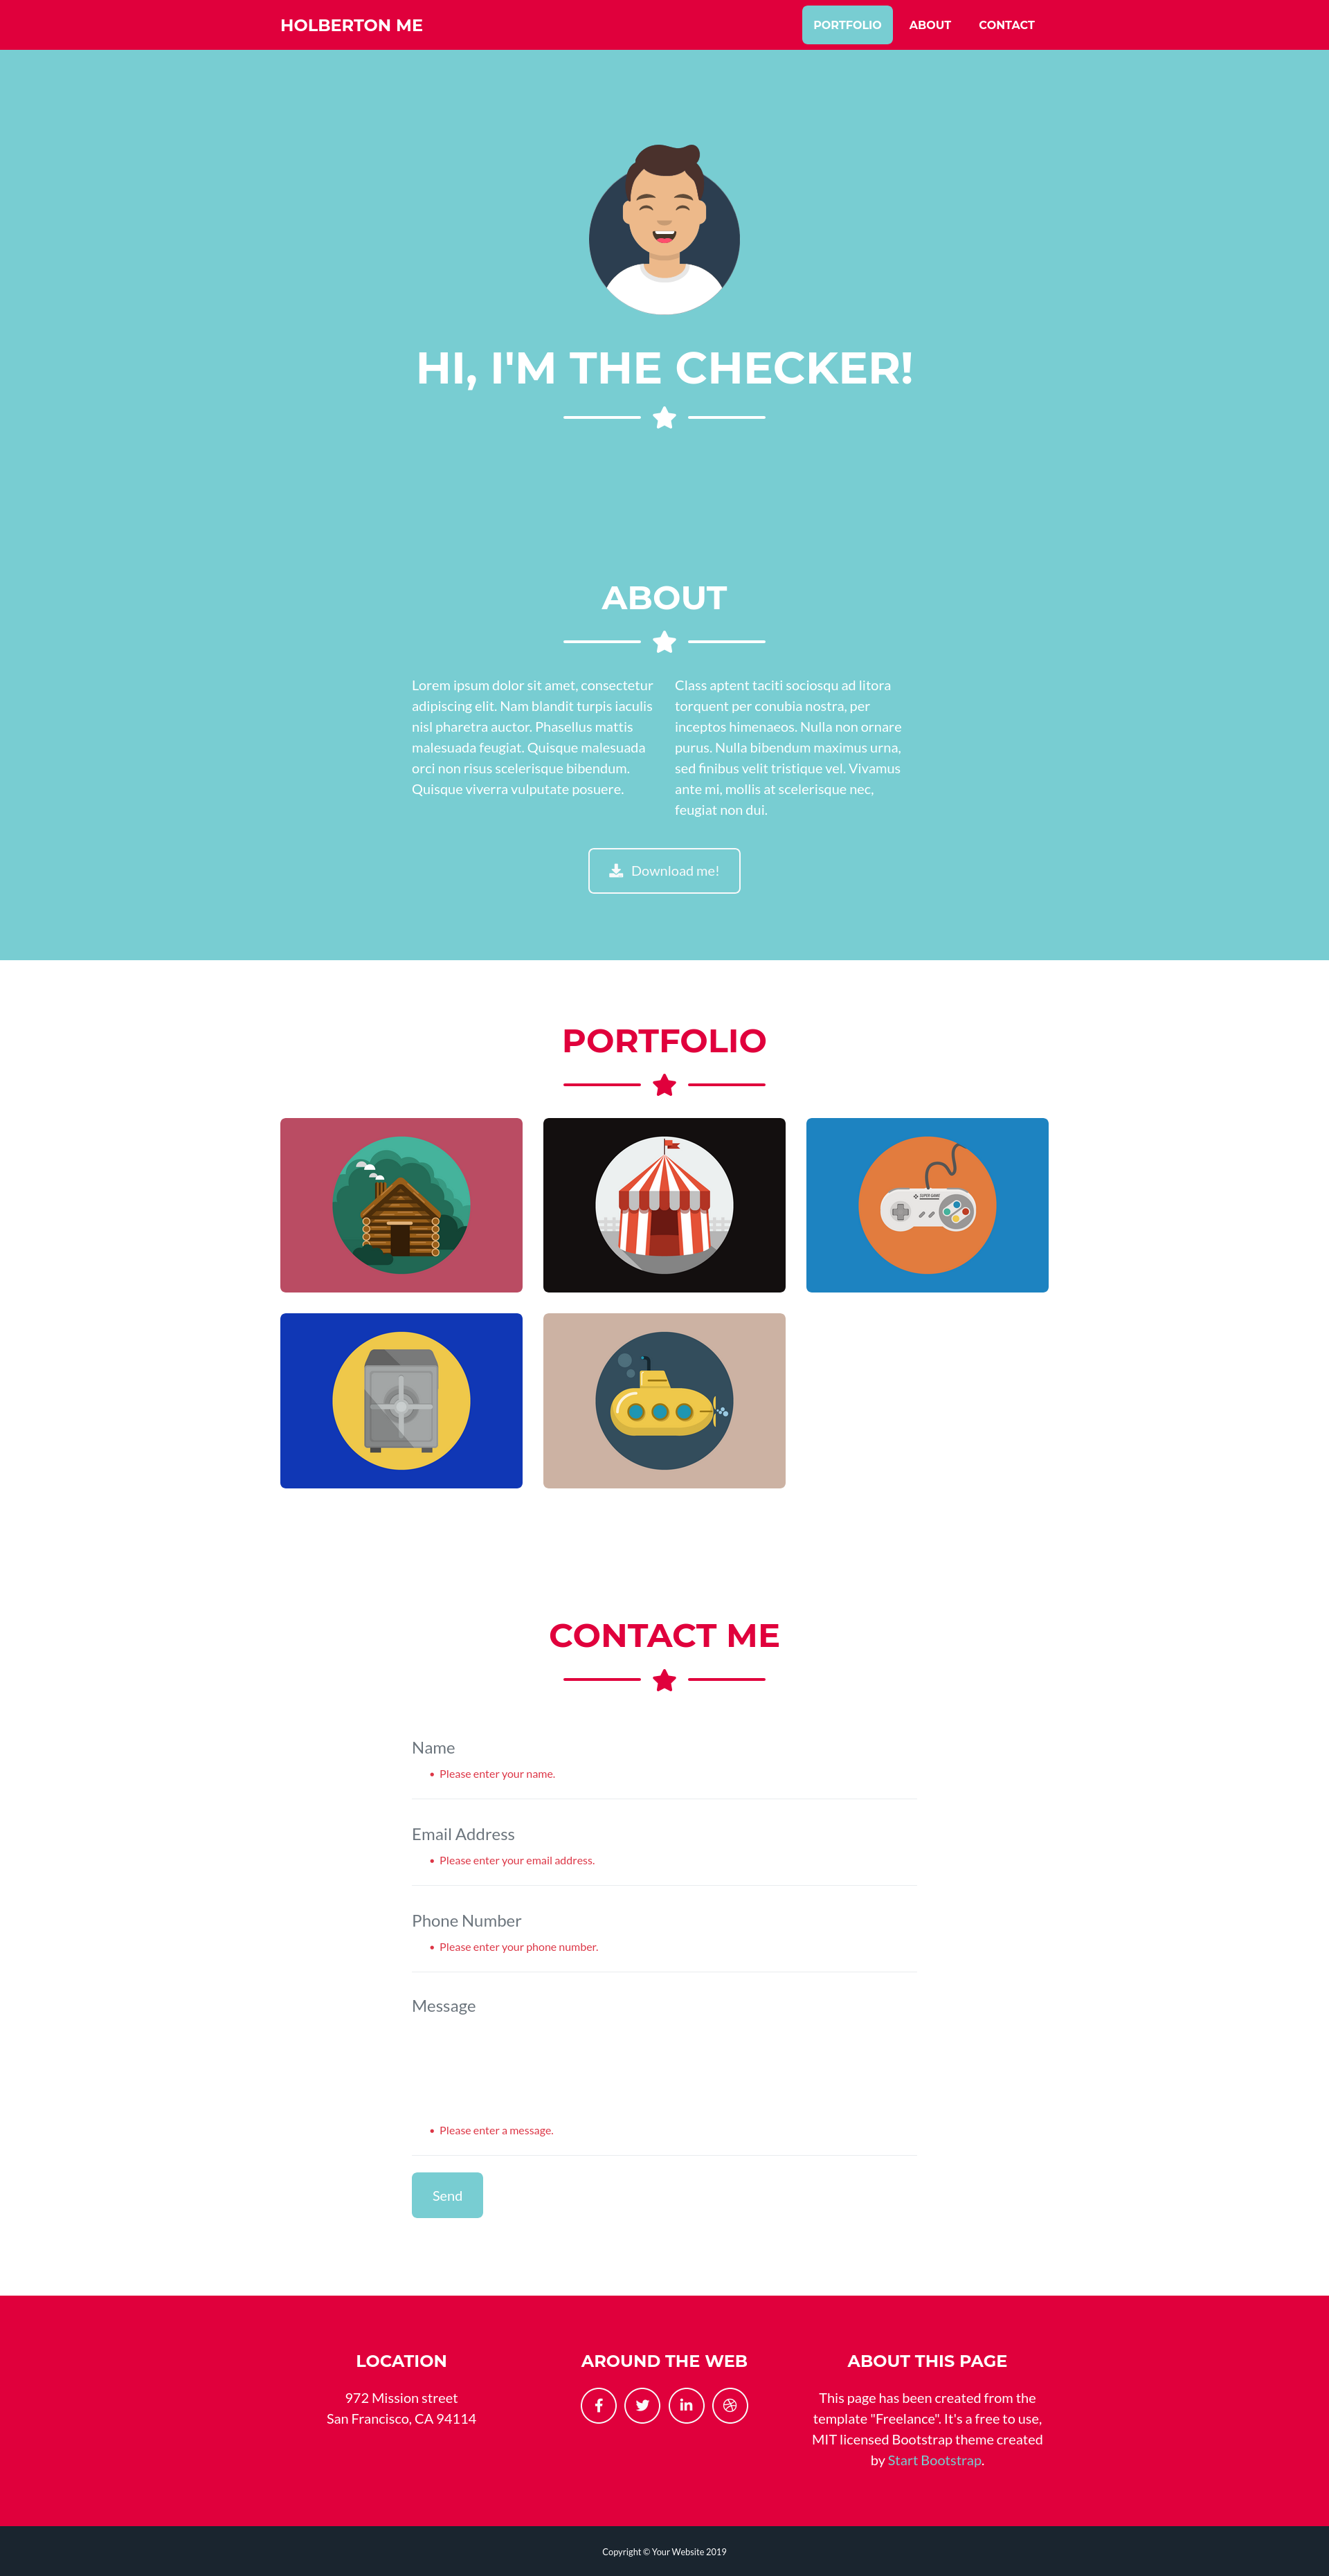 HOLBERTON ME
PORTFOLIO
ABOUT
CONTACT
HI, I'M THE CHECKER!
ABOUT
Lorem ipsum dolor sit amet, consectetur
adipiscing elit. Nam blandit turpis iaculis
nisl pharetra auctor. Phasellus mattis
malesuada feugiat. Quisque malesuada
orci non risus scelerisque bibendum.
Quisque viverra vulputate posuere.
Class aptent taciti sociosqu ad litora
torquent per conubia nostra, per
inceptos himenaeos. Nulla non ornare
purus. Nulla bibendum maximus urna,
sed finibus velit tristique vel. Vivamus
ante mi, mollis at scelerisque nec,
feugiat non dui.
Download me!
PORTFOLIO
SUPER GAME
CONTACT ME
Name
Please enter your name.
Email Address
Please enter your email address.
Phone Number
Please enter your phone number.
Message
Please enter a message.
Send
LOCATION
972 Mission street
San Francisco, CA 94114
AROUND THE WEB
ABOUT THIS PAGE
This page has been created from the
template "Freelance". It's a free to use,
MIT licensed Bootstrap theme created
by Start Bootstrap.
Copyright © Your Website 2019